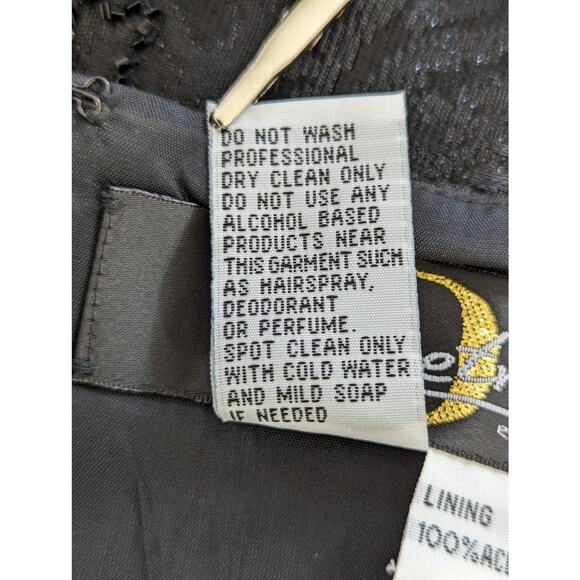 DO NOT WASH
PROFESSIONAL
DRY CLEAN ONLY
DO NOT USE ANY
ALCOHOL BASED
PRODUCTS NEAR
THIS GARMENT SUCH
AS HAIRSPRAY,
DEODORANT
OR PERFUME.
SPOT CLEAN ONLY
WITH COLD WATER
AND MILD SOAP
IF NEEDED
LINING